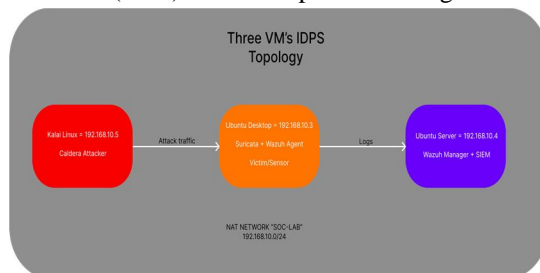 Three VM's IDPS
Topology
Kalai Linux = 192.168.10.5
Caldera Attacker
Attack traffic
Ubuntu Desktop = 192.168.10.3
Suricata + Wazuh Agent
Victim/Sensor
Logs
Ubuntu Server = 192.168.10.4
Wazuh Manager + SIEM
NAT NETWORK "SOC-LAB"
192.168.10.0/24